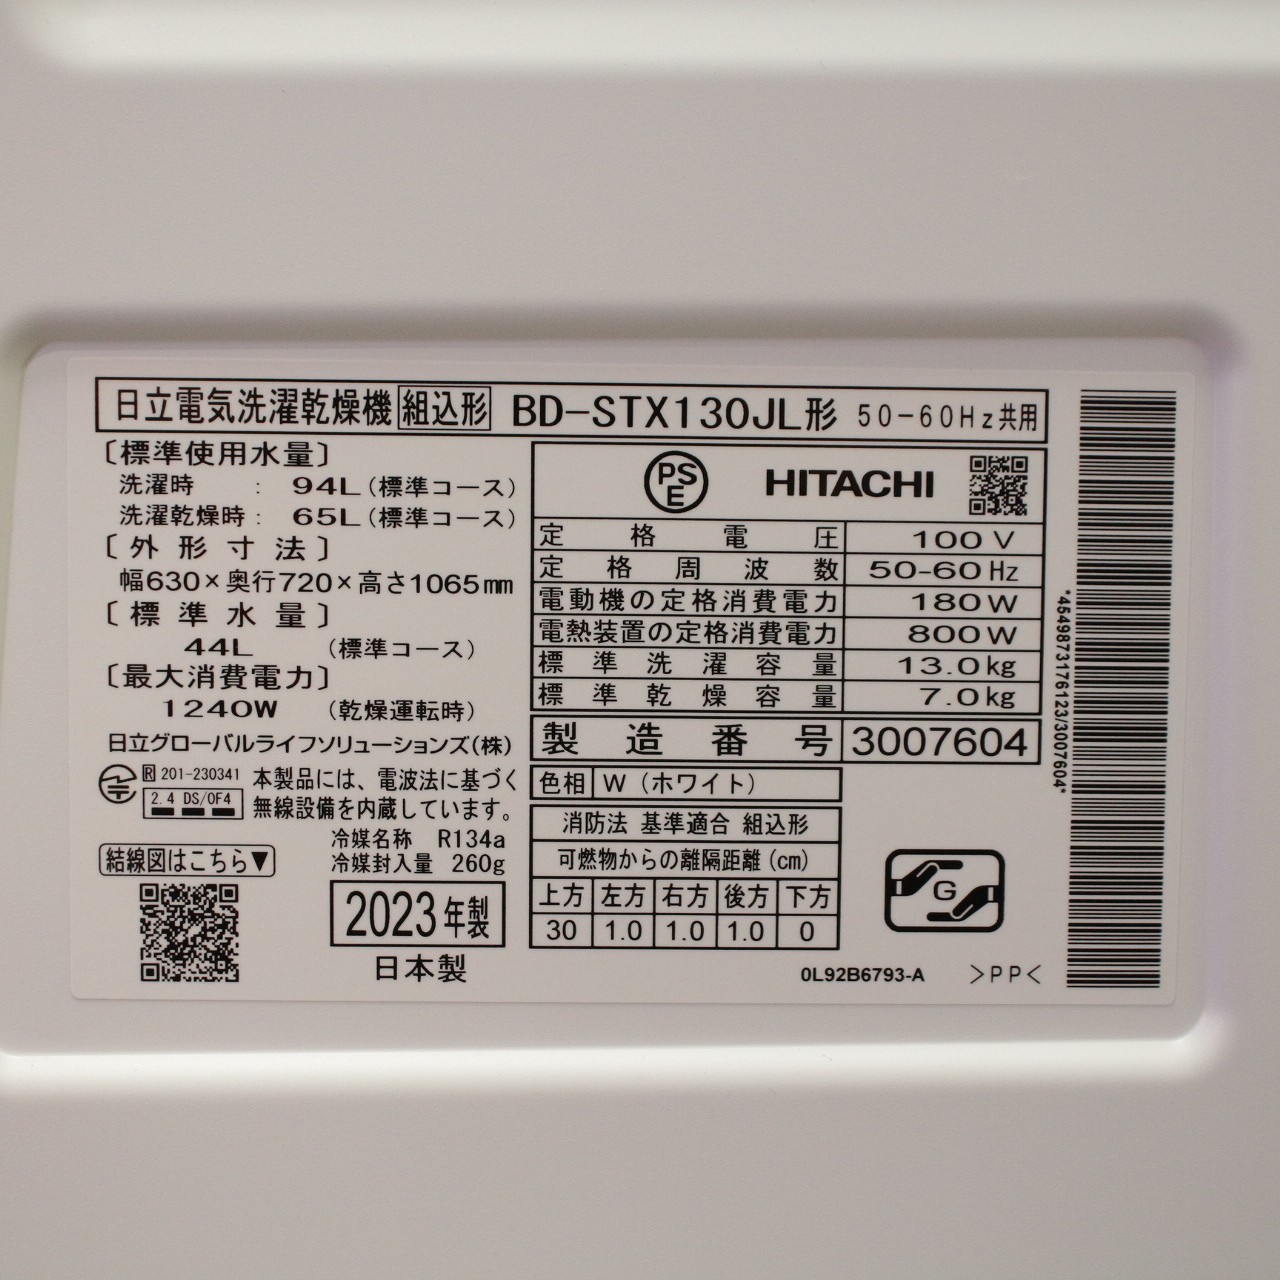 日立電気洗濯乾燥機 組込形 BD-STX130JL形 50-60Hz共用
〔標準使用水量〕
洗濯時 : 94L(標準コース)
洗濯乾燥時: 65L(標準コース)
〔外形寸法〕
幅630×奥行720×高さ1065mm
〔標準水量〕
44L (標準コース)
〔最大消費電力〕
1240W (乾燥運転時)
日立グローバルライフソリューションズ(株)
R 201-230341
2.4 DS/OF4
本製品には、電波法に基づく
無線設備を内蔵しています。
冷媒名称 R134a
冷媒封入量 260g
結線図はこちら▼
2023年製
日本製
PSE HITACHI
定格電圧 100V
定格周波数 50-60Hz
電動機の定格消費電力 180W
電熱装置の定格消費電力 800W
標準洗濯容量 13.0kg
標準乾燥容量 7.0kg
製造番号 3007604
色相 W(ホワイト)
消防法 基準適合 組込形
可燃物からの離隔距離(cm)
上方 左方 右方 後方 下方
30 1.0 1.0 1.0 0
G
0L92B6793-A >PP<
*4549873176123/3007604*